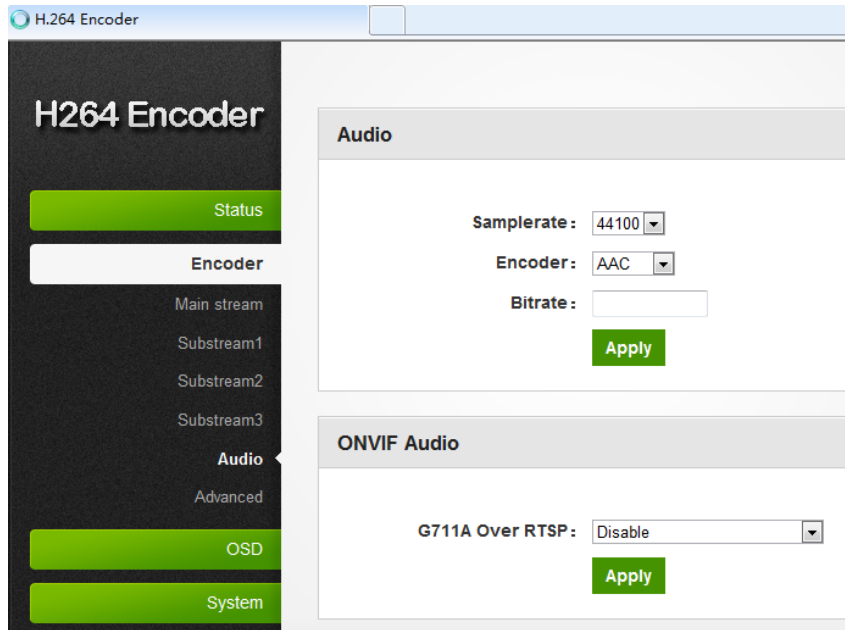 H.264 Encoder
H264 Encoder
Status
Encoder
Main stream
Substream1
Substream2
Substream3
Audio
Advanced
OSD
System
Audio
Samplerate： 44100
Encoder： AAC
Bitrate：
Apply
ONVIF Audio
G711A Over RTSP： Disable
Apply